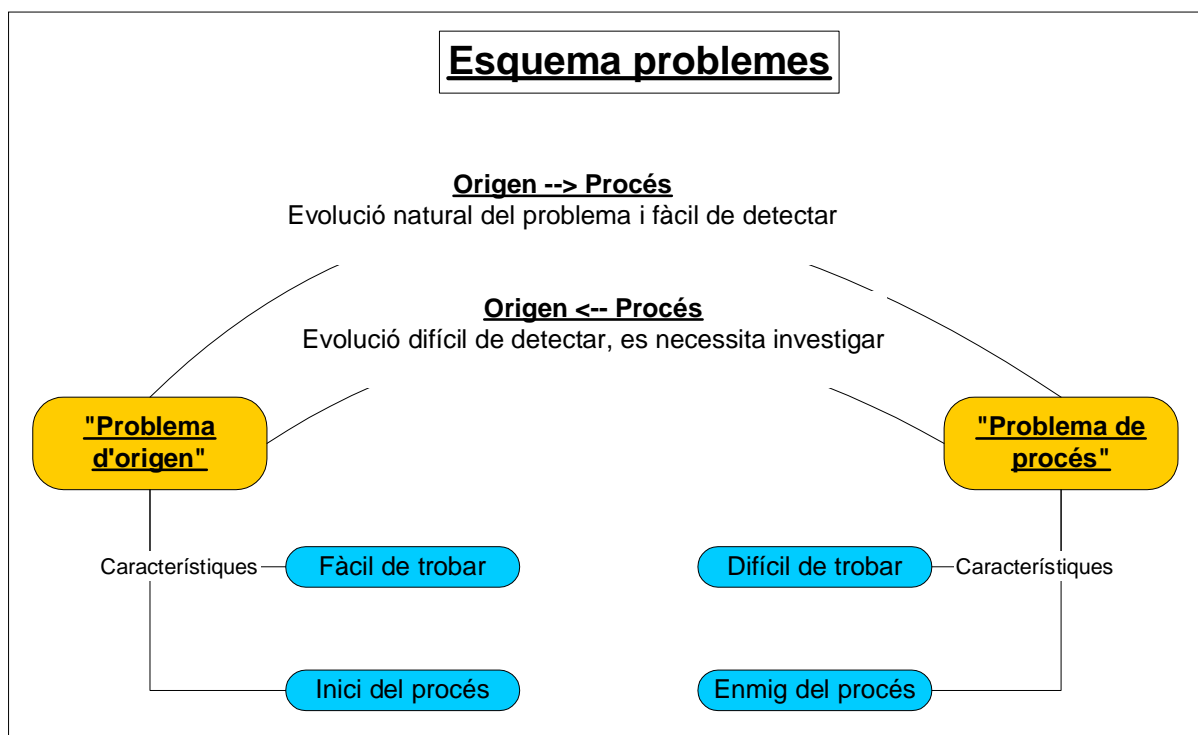 Esquema problemes
Origen --> Procés
Evolució natural del problema i fàcil de detectar
Origen <-- Procés
Evolució difícil de detectar, es necessita investigar
"Problema
d'origen"
"Problema de
procés"
Característiques
Fàcil de trobar
Difícil de trobar
Característiques
Inici del procés
Enmig del procés